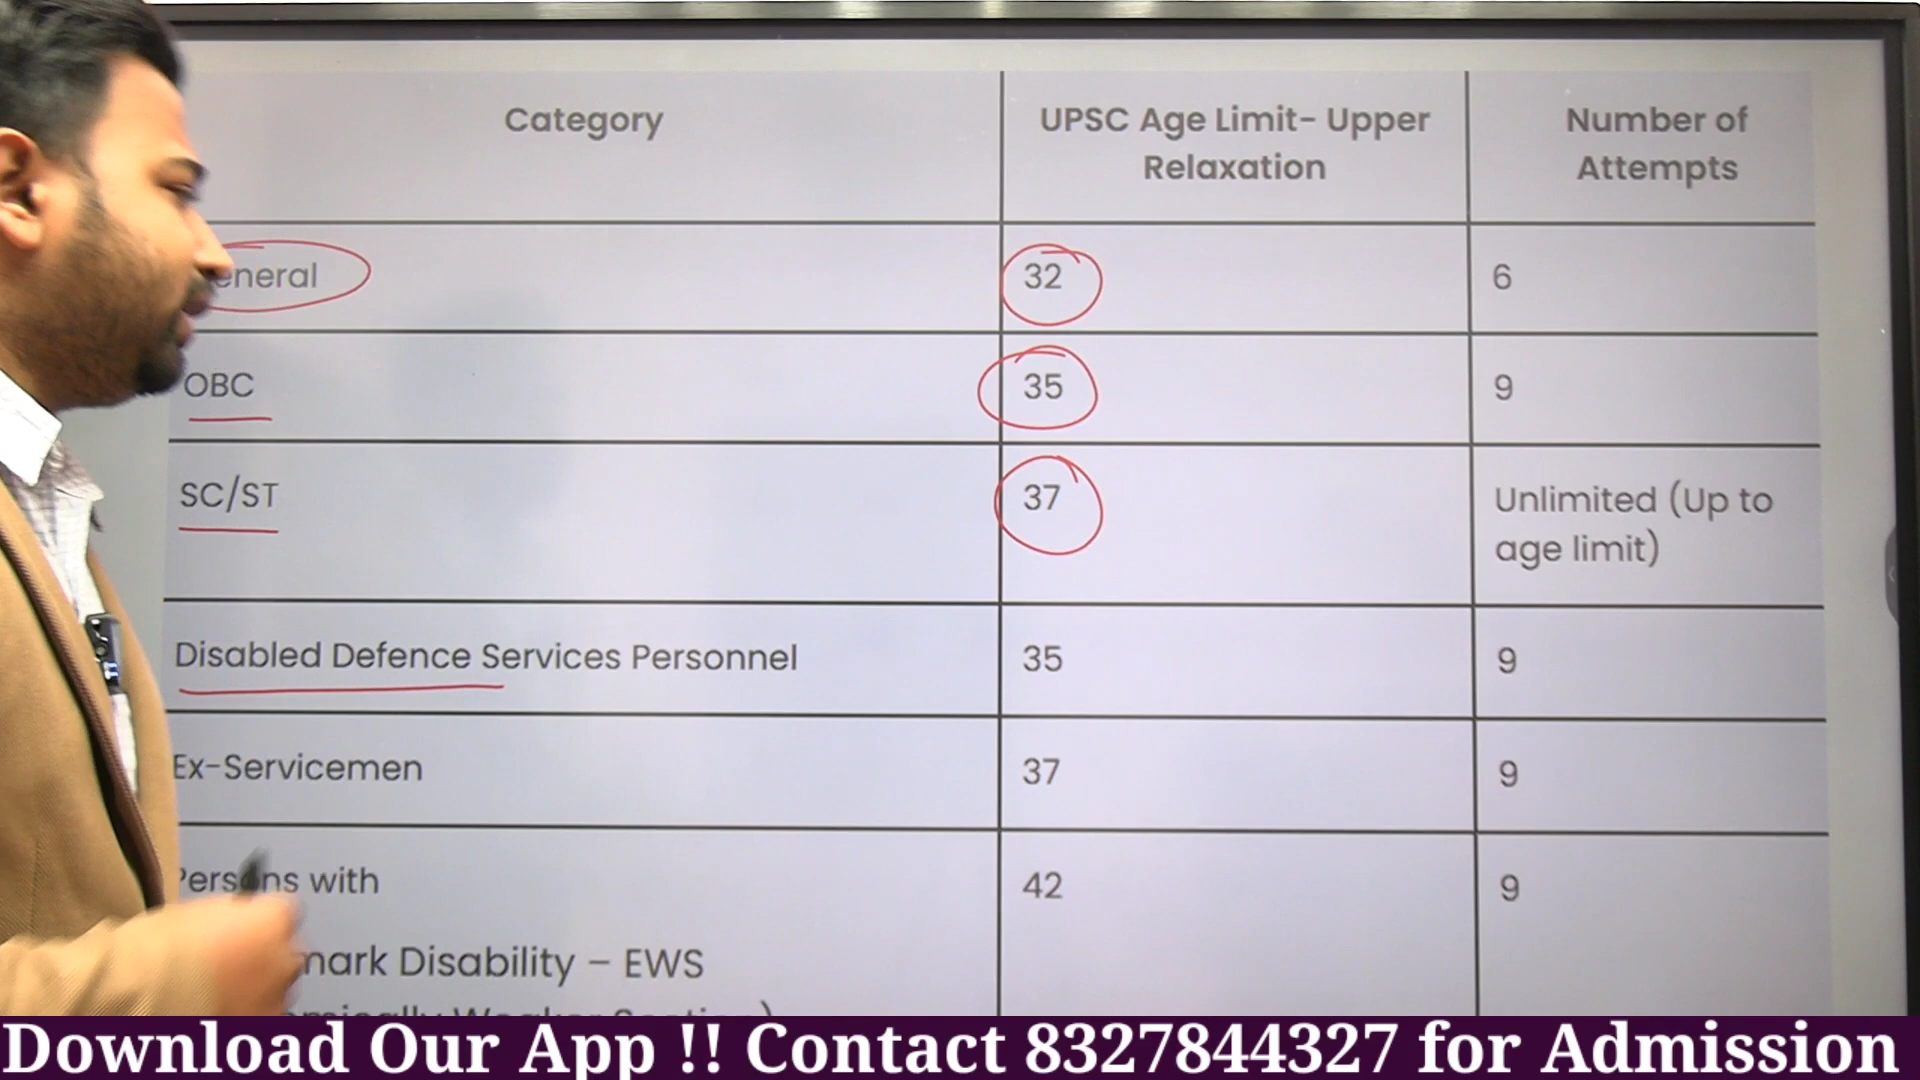 Category
UPSC Age Limit- Upper
Relaxation
Number of
Attempts
General
32
6
OBC
35
9
SC/ST
37
Unlimited (Up to
age limit)
Disabled Defence Services Personnel
35
9
Ex-Servicemen
37
9
Persons with
42
9
mark Disability – EWS
Download Our App !! Contact 8327844327 for Admission